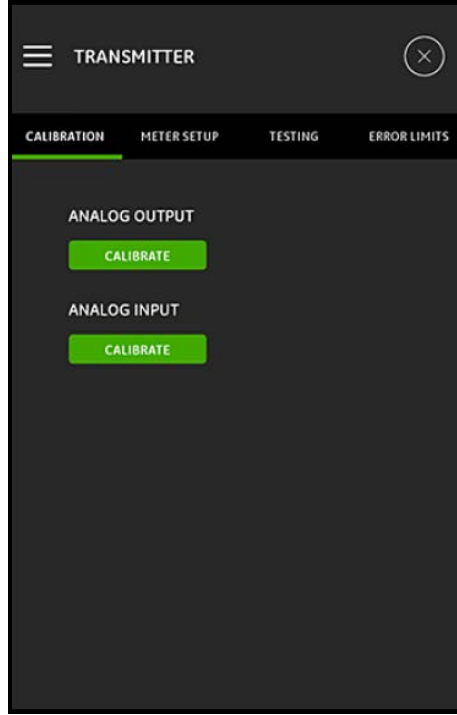 TRANSMITTER
CALIBRATION METER SETUP TESTING ERROR LIMITS
ANALOG OUTPUT
CALIBRATE
ANALOG INPUT
CALIBRATE